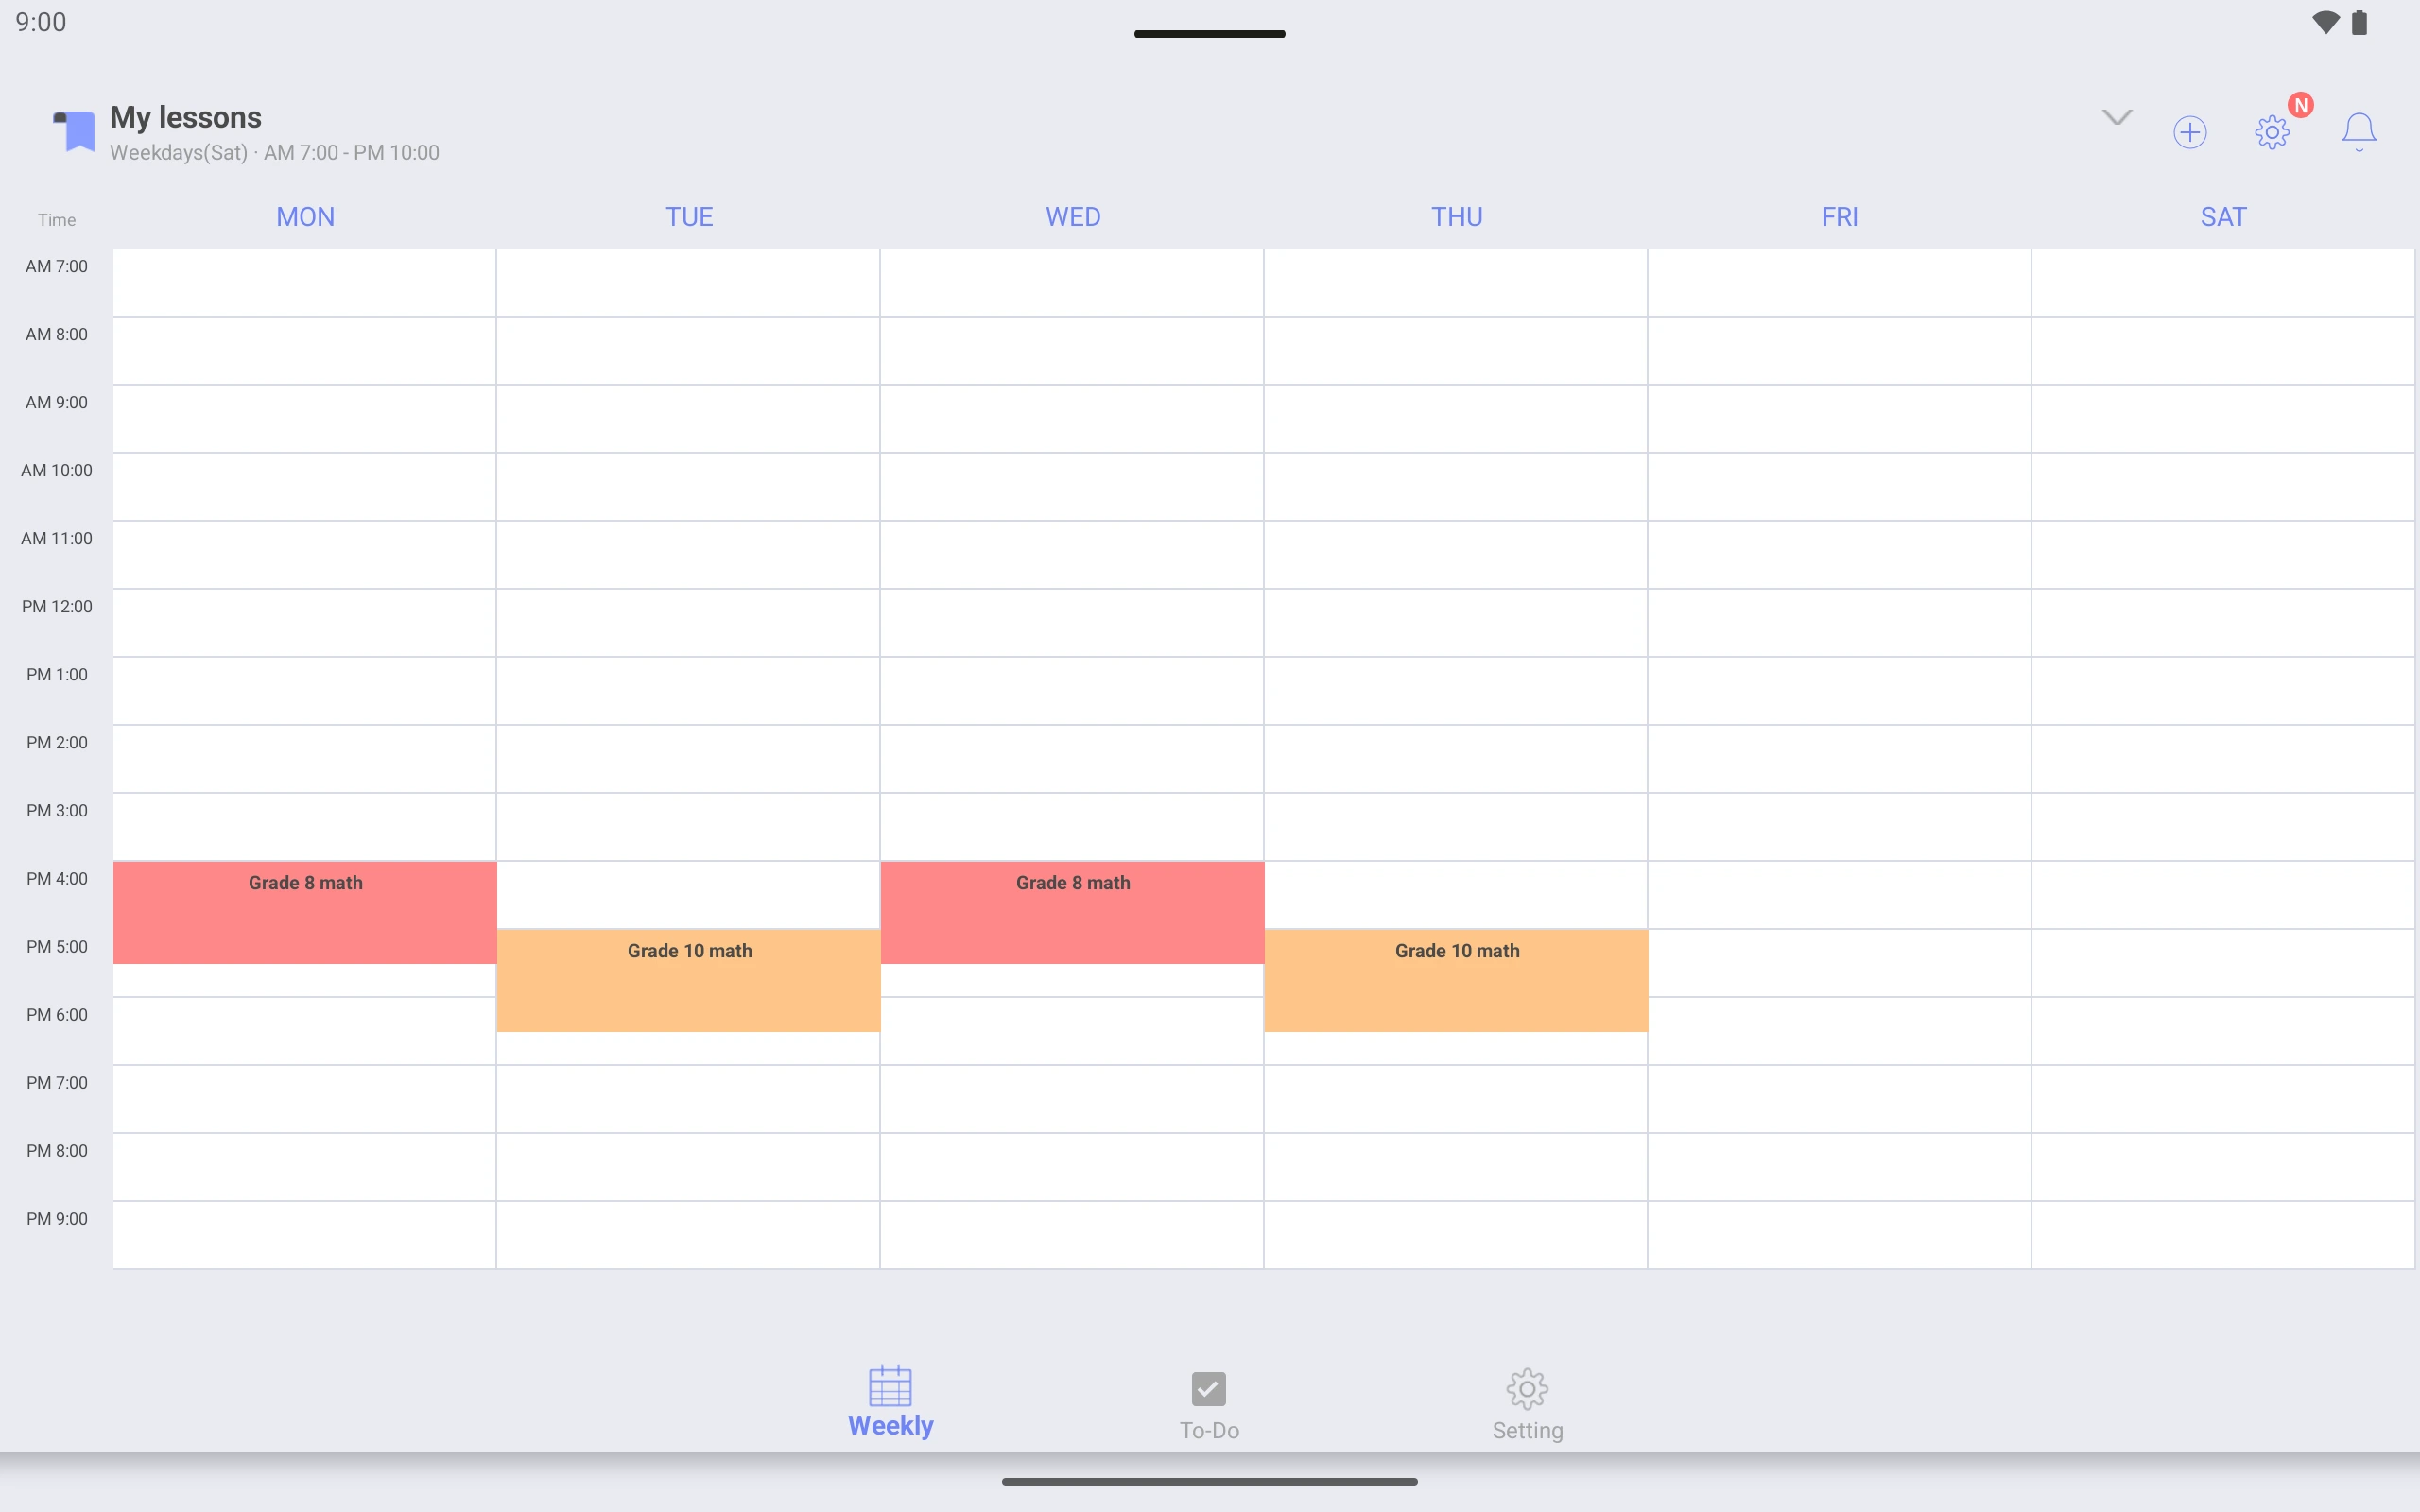 9:00
My lessons
N
Weekdays(Sat) · AM 7:00 - PM 10:00
Time MON TUE WED THU FRI SAT
AM 7:00
AM 8:00
AM 9:00
AM 10:00
AM 11:00
PM 12:00
PM 1:00
PM 2:00
PM 3:00
PM 4:00 Grade 8 math Grade 8 math
PM 5:00 Grade 10 math Grade 10 math
PM 6:00
PM 7:00
PM 8:00
PM 9:00
Weekly To-Do Setting